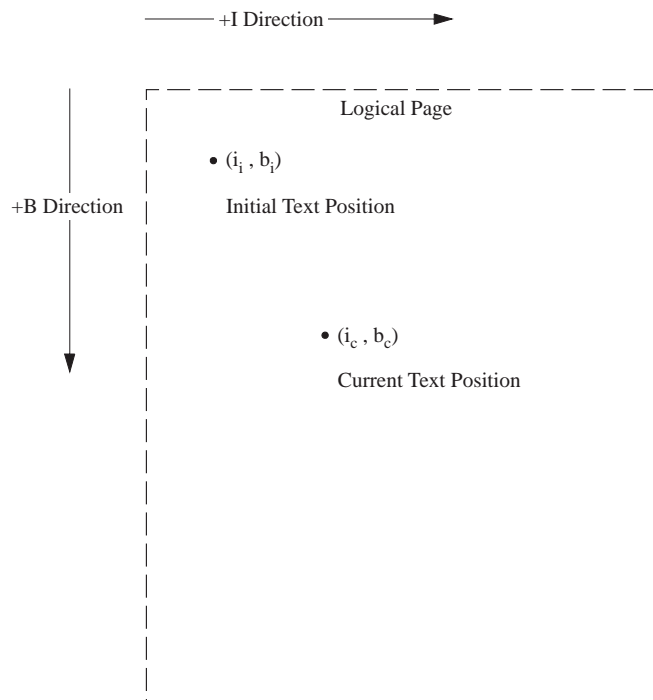 +I Direction
Logical Page
(i_i , b_i)
+B Direction
Initial Text Position
(i_c , b_c)
Current Text Position